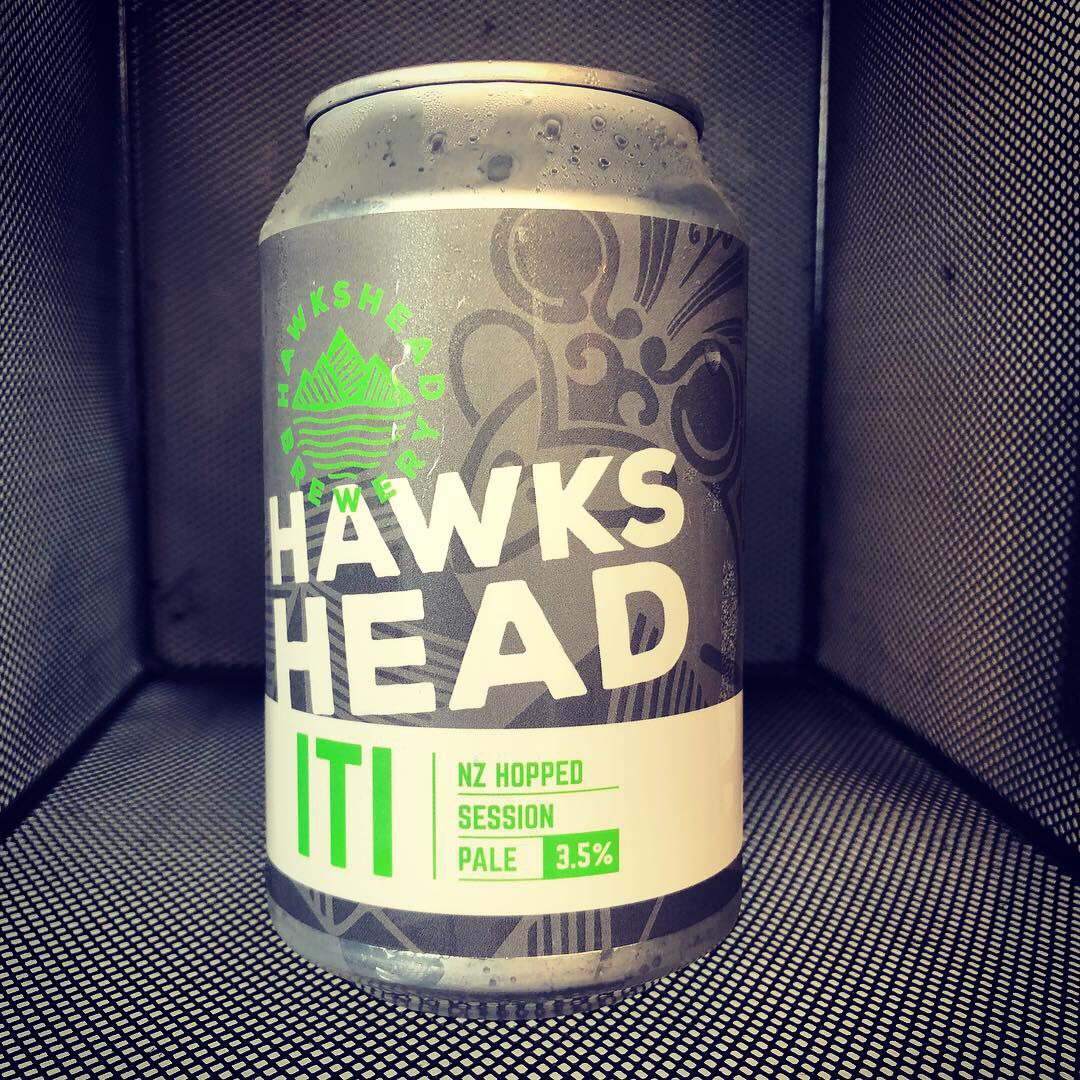 HAWKSHEAD BREWERY
HAWKS
HEAD
ITI
NZ HOPPED
SESSION
PALE 3.5%